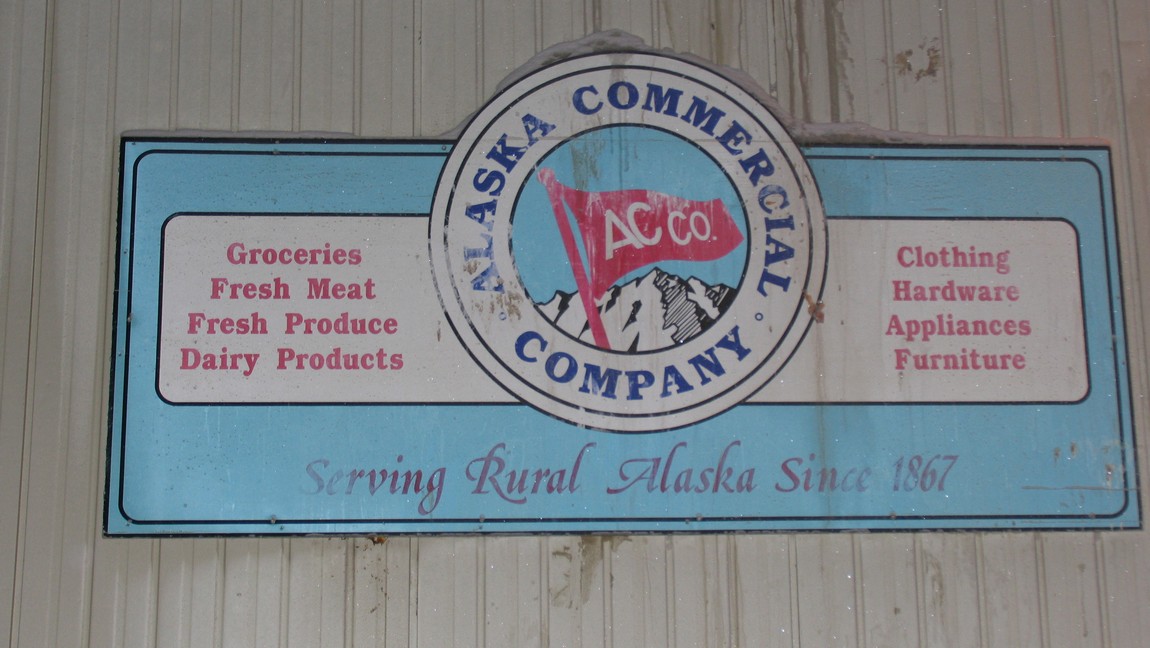 ALASKA COMMERCIAL
COMPANY
AC CO.
Groceries
Fresh Meat
Fresh Produce
Dairy Products
Clothing
Hardware
Appliances
Furniture
Serving Rural Alaska Since 1867